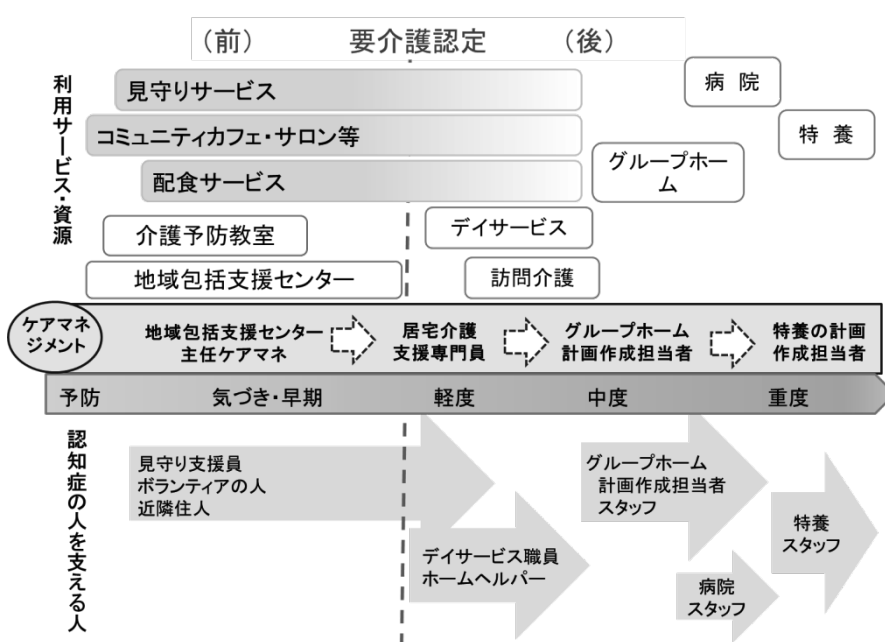 （前） 要介護認定 （後）
利用サービス・資源
見守りサービス
コミュニティカフェ・サロン等
配食サービス
介護予防教室
地域包括支援センター
デイサービス
訪問介護
グループホー
ム
病 院
特 養
ケアマネ
ジメント
地域包括支援センター
主任ケアマネ
居宅介護
支援専門員
グループホーム
計画作成担当者
特養の計画
作成担当者
予防 気づき・早期 軽度 中度 重度
認知症の人を支える人
見守り支援員
ボランティアの人
近隣住人
デイサービス職員
ホームヘルパー
グループホーム
計画作成担当者
スタッフ
病院
スタッフ
特養
スタッフ